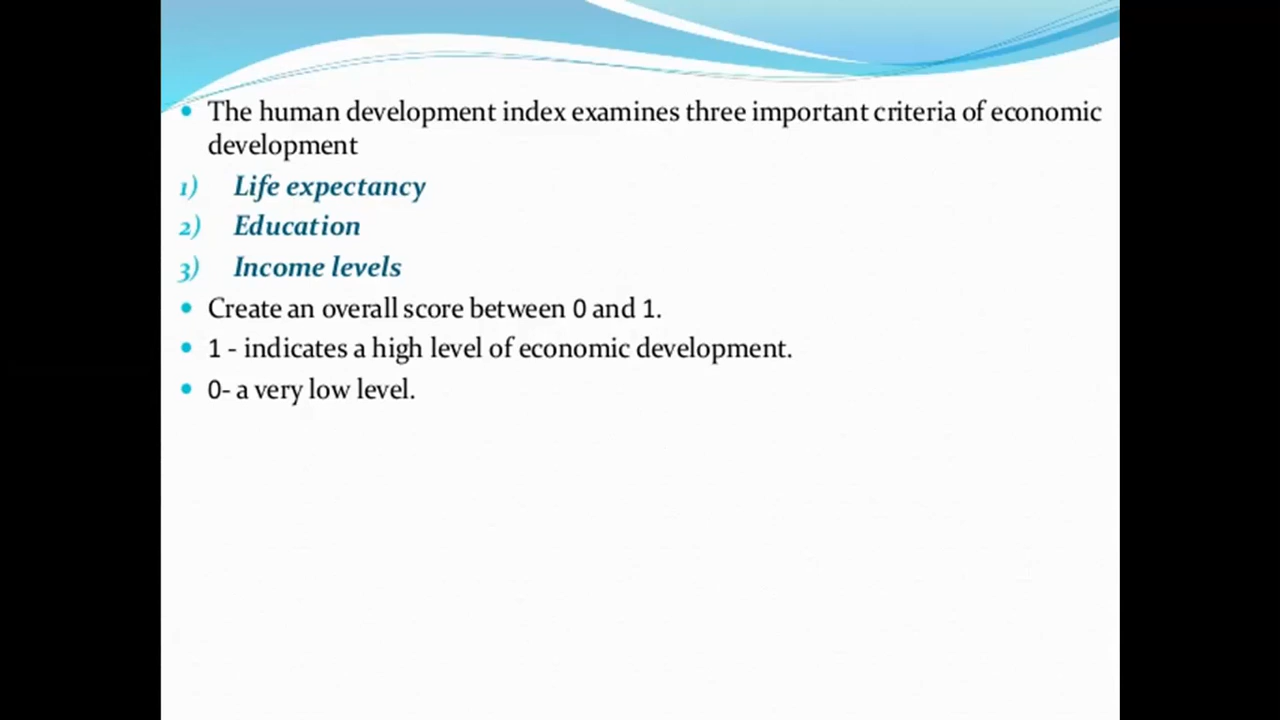 • The human development index examines three important criteria of economic
development
1) Life expectancy
2) Education
3) Income levels
• Create an overall score between 0 and 1.
• 1 - indicates a high level of economic development.
• 0- a very low level.